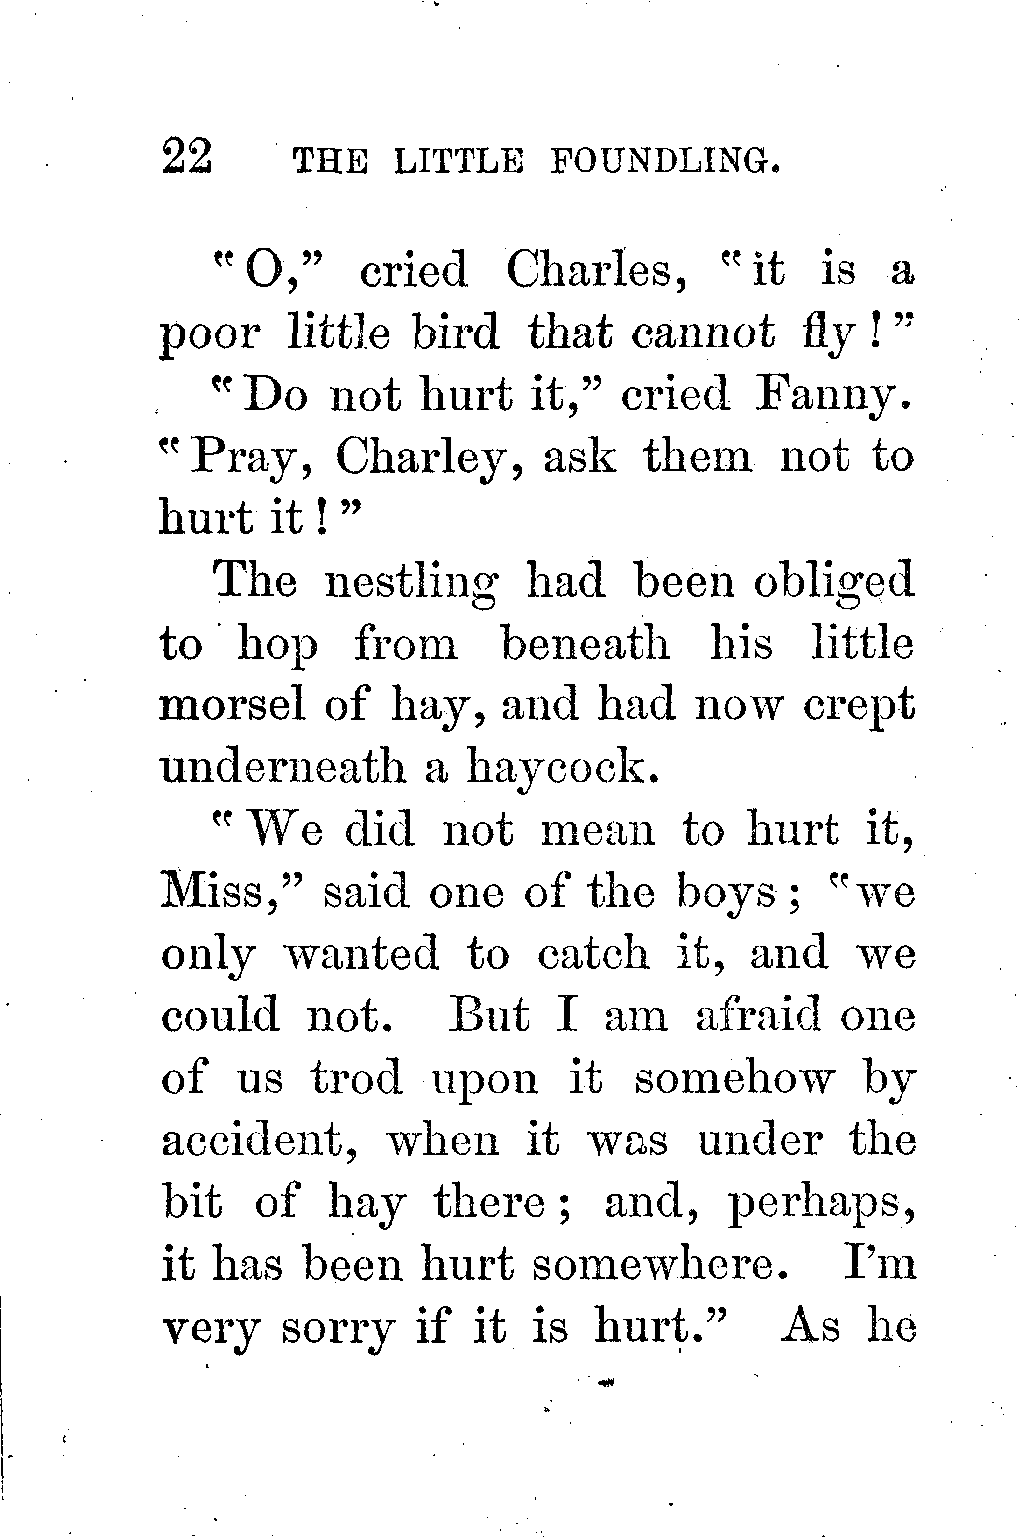 22 THE LITTLE FOUNDLING.
"O," cried Charles, "it is a
poor little bird that cannot fly!"
"Do not hurt it," cried Fanny.
"Pray, Charley, ask them not to
hurt it!"
The nestling had been obliged
to hop from beneath his little
morsel of hay, and had now crept
underneath a haycock.
"We did not mean to hurt it,
Miss," said one of the boys; "we
only wanted to catch it, and we
could not. But I am afraid one
of us trod upon it somehow by
accident, when it was under the
bit of hay there; and, perhaps,
it has been hurt somewhere. I'm
very sorry if it is hurt." As he